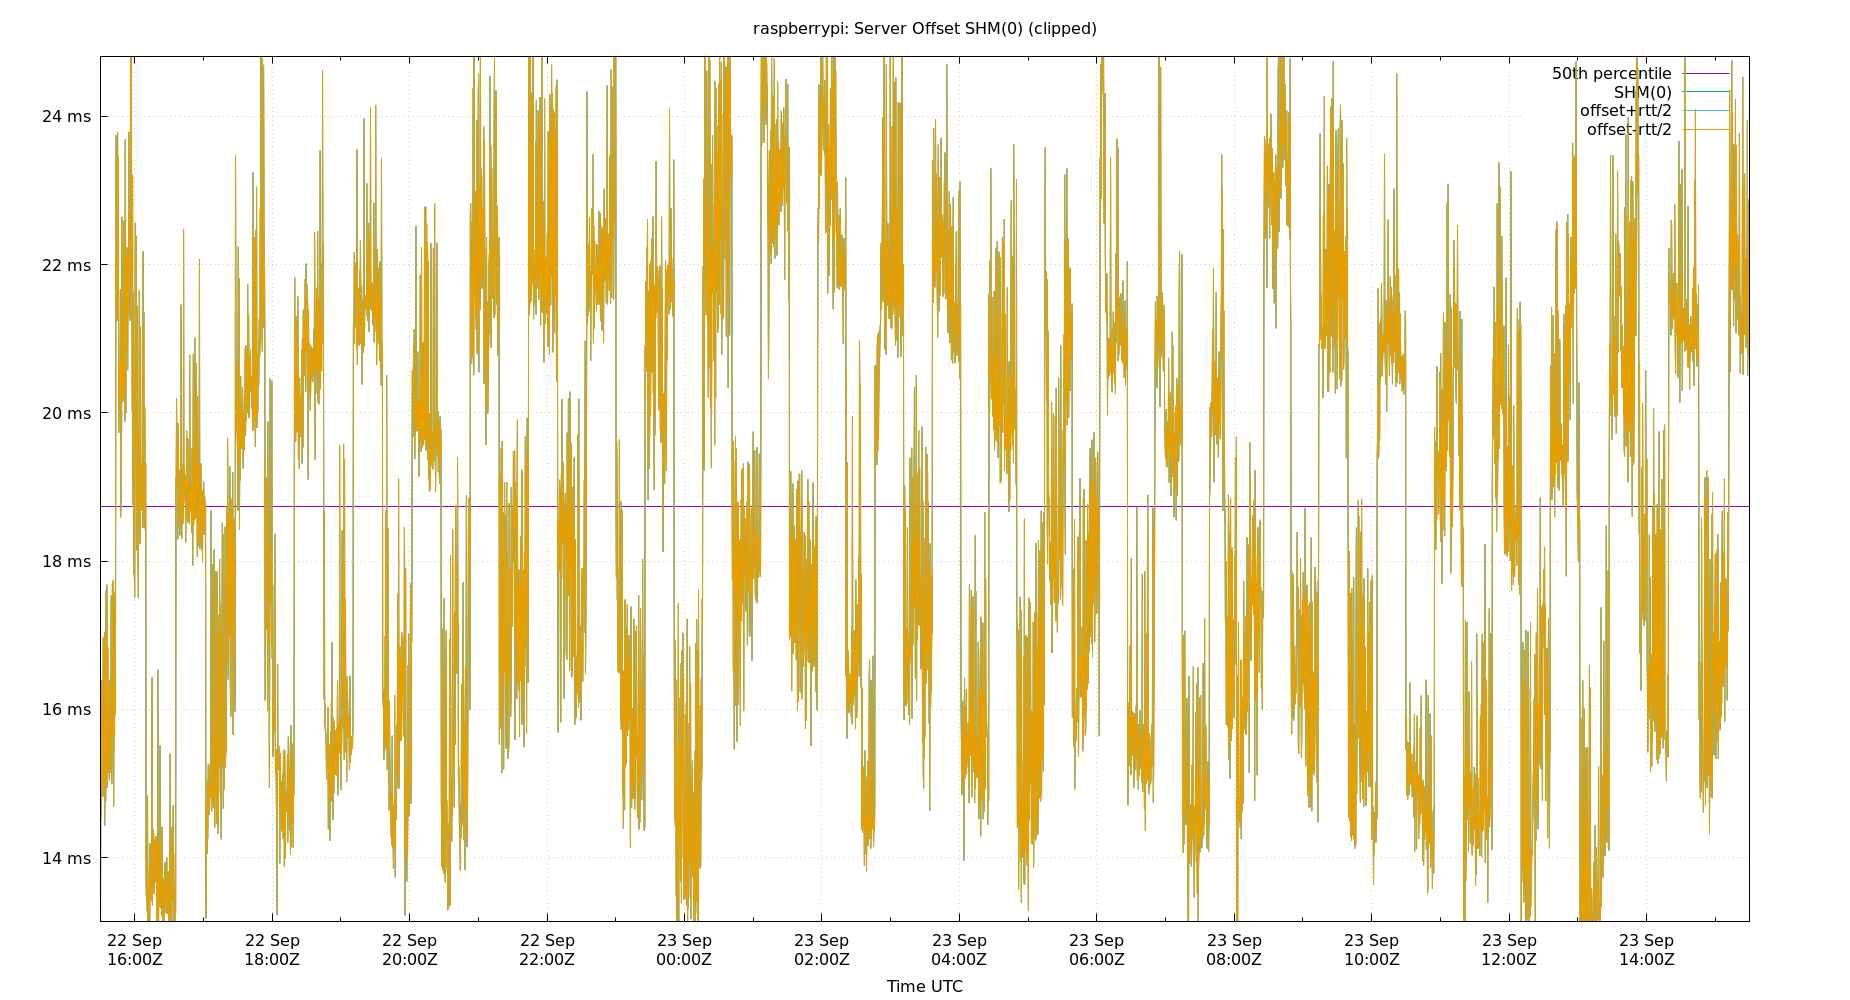 raspberrypi: Server Offset SHM(0) (clipped)
50th percentile
SHM(0)
offset+rtt/2
offset-rtt/2
24 ms
22 ms
20 ms
18 ms
16 ms
14 ms
22 Sep 22 Sep 22 Sep 22 Sep 23 Sep 23 Sep 23 Sep 23 Sep 23 Sep 23 Sep 23 Sep 23 Sep
16:00Z 18:00Z 20:00Z 22:00Z 00:00Z 02:00Z 04:00Z 06:00Z 08:00Z 10:00Z 12:00Z 14:00Z
Time UTC